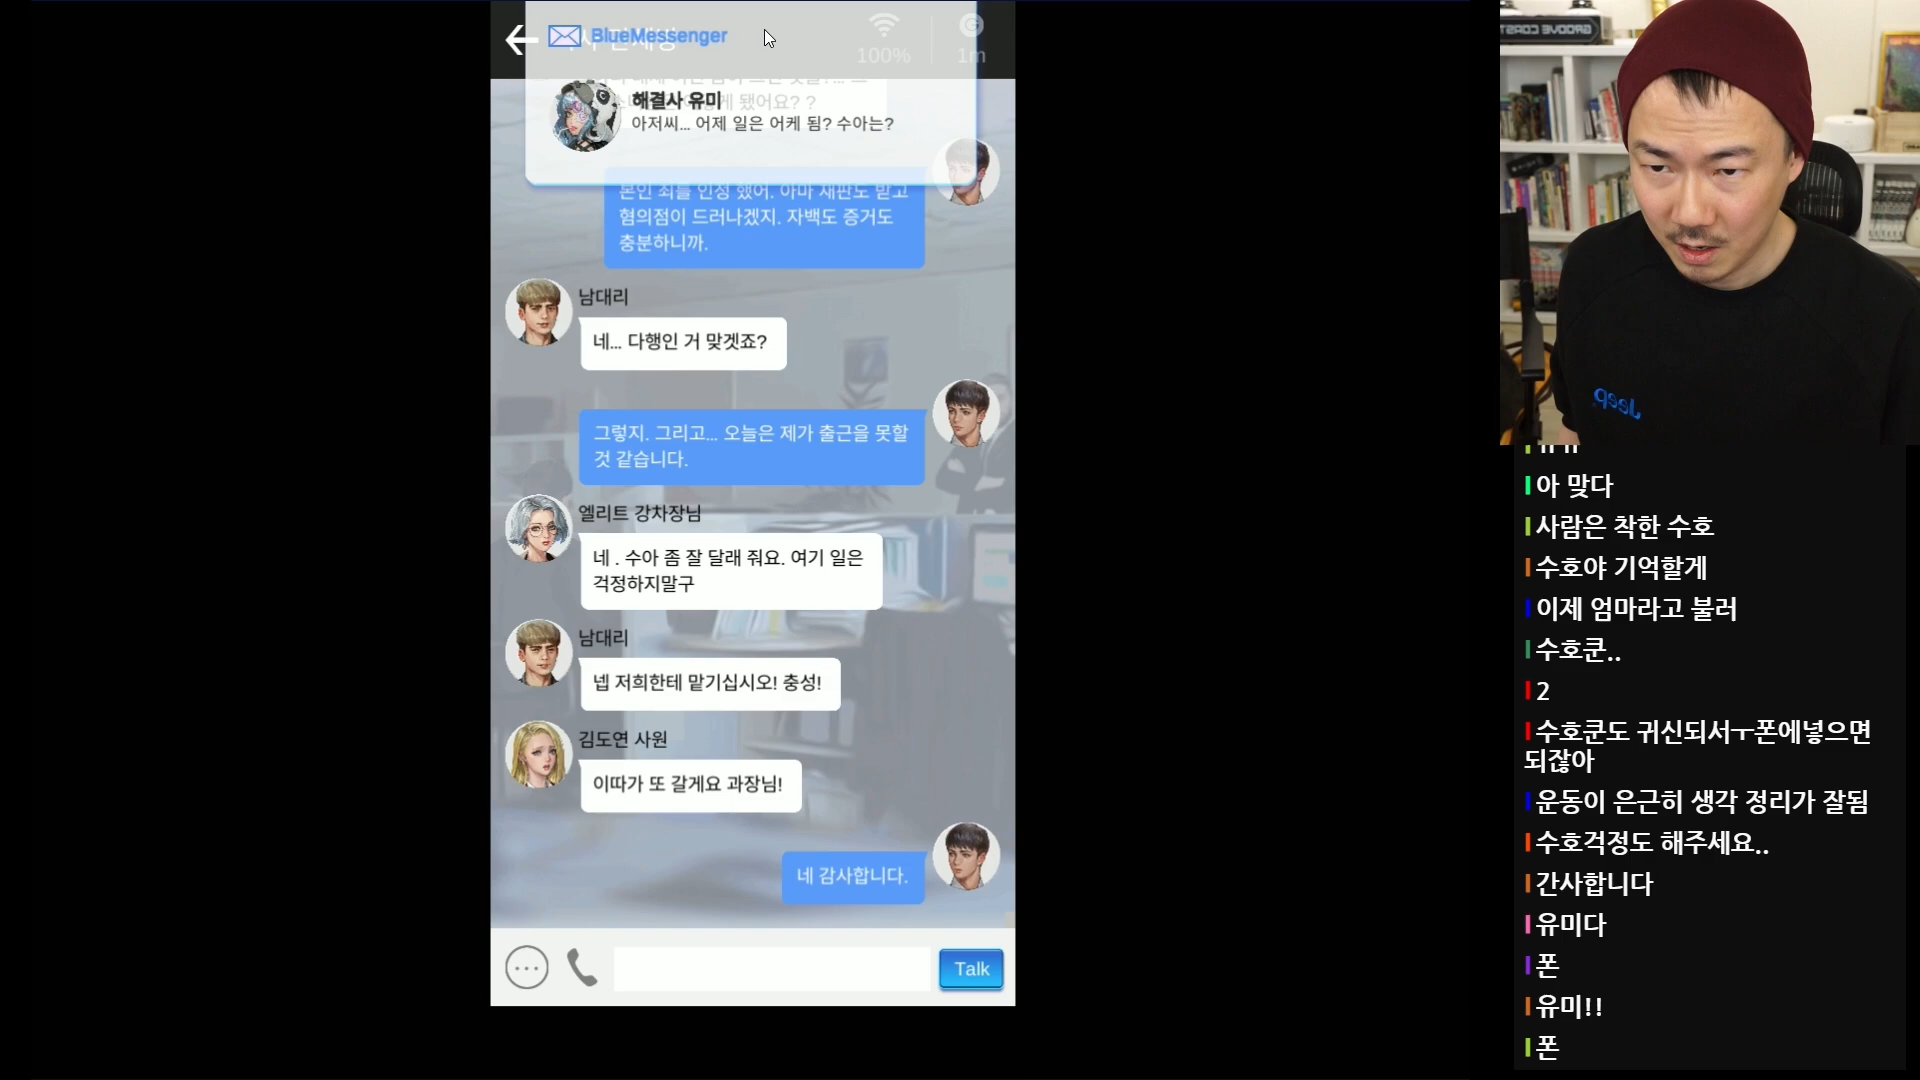 BlueMessenger
100%
1m
해결사 유미
아저씨... 어제 일은 어케 됨? 수아는?
본인 죄를 인정 했어. 아마 재판도 받고
혐의점이 드러나겠지. 자백도 증거도
충분하니까.
남대리
네... 다행인 거 맞겟죠?
그렇지. 그리고... 오늘은 제가 출근을 못할
것 같습니다.
엘리트 강차장님
네 . 수아 좀 잘 달래 줘요. 여기 일은
걱정하지말구
남대리
넵 저희한테 맡기십시오! 충성!
김도연 사원
이따가 또 갈게요 과장님!
네 감사합니다.
Talk
GROOVE COAST
Jeep
아 맞다
사람은 착한 수호
수호야 기억할게
이제 엄마라고 불러
수호쿤..
2
수호쿤도 귀신되서ㅜ폰에넣으면
되잖아
운동이 은근히 생각 정리가 잘됨
수호걱정도 해주세요..
간사합니다
유미다
폰
유미!!
폰